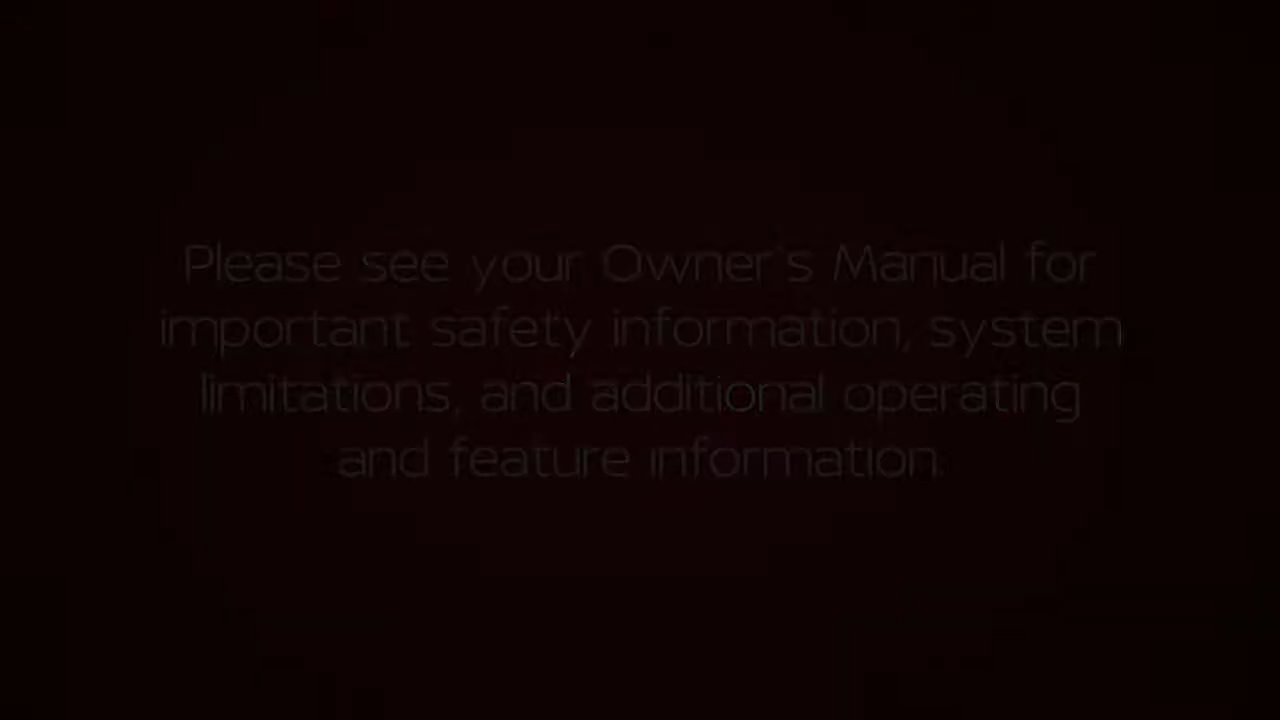 Please see your Owner's Manual for
important safety information, system
limitations, and additional operating
and feature information.